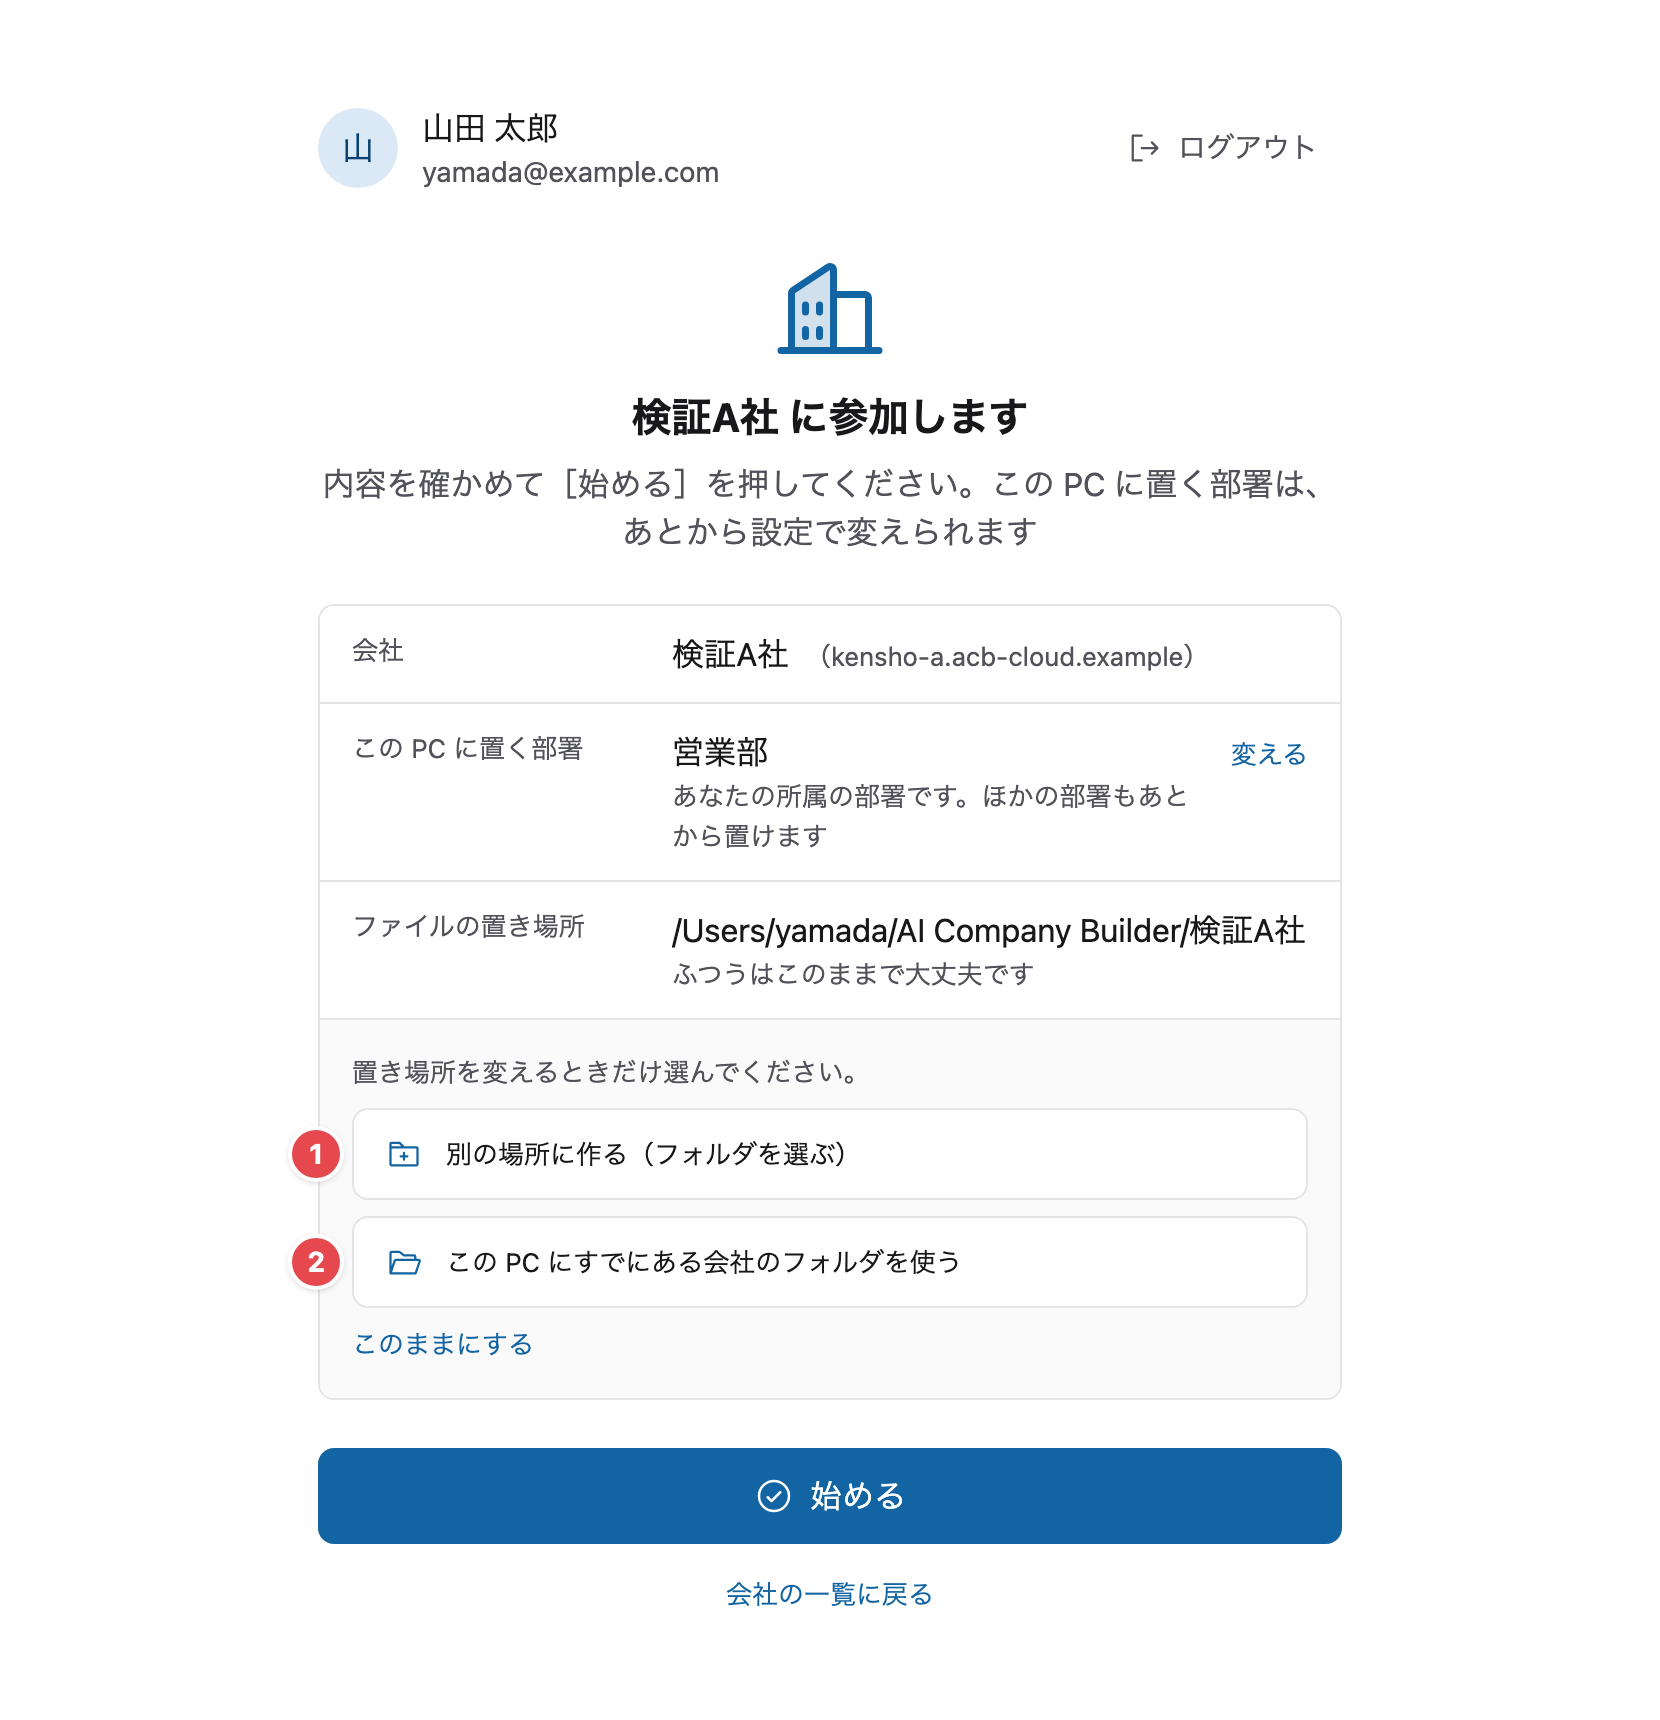 山
山田 太郎
yamada@example.com
ログアウト
検証A社 に参加します
内容を確かめて［始める］を押してください。この PC に置く部署は、
あとから設定で変えられます
会社
検証A社 （kensho-a.acb-cloud.example）
この PC に置く部署
営業部
変える
あなたの所属の部署です。ほかの部署もあと
から置けます
ファイルの置き場所
/Users/yamada/AI Company Builder/検証A社
ふつうはこのままで大丈夫です
置き場所を変えるときだけ選んでください。
1
別の場所に作る（フォルダを選ぶ）
2
この PC にすでにある会社のフォルダを使う
このままにする
始める
会社の一覧に戻る